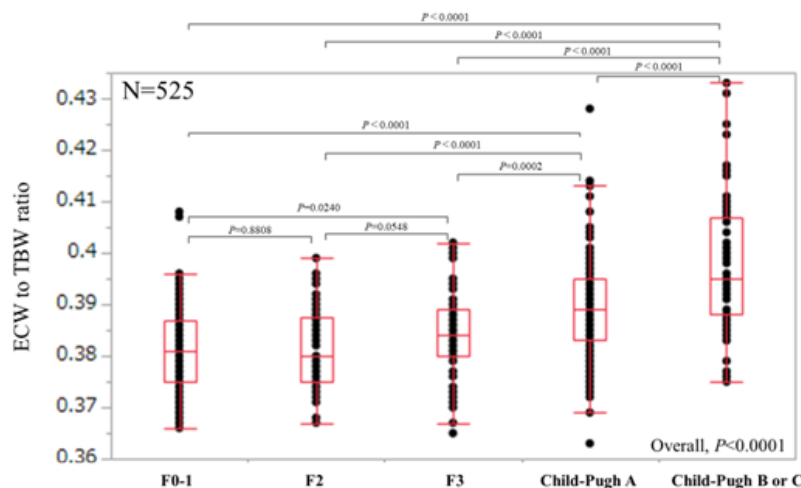 P<0.0001
P<0.0001
P<0.0001
P<0.0001
N=525
P<0.0001
P<0.0001
P=0.0002
P=0.0240
P=0.8808
P=0.0548
0.43
0.42
0.41
0.4
0.39
0.38
0.37
0.36
ECW to TBW ratio
Overall, P<0.0001
F0-1 F2 F3 Child-Pugh A Child-Pugh B or C